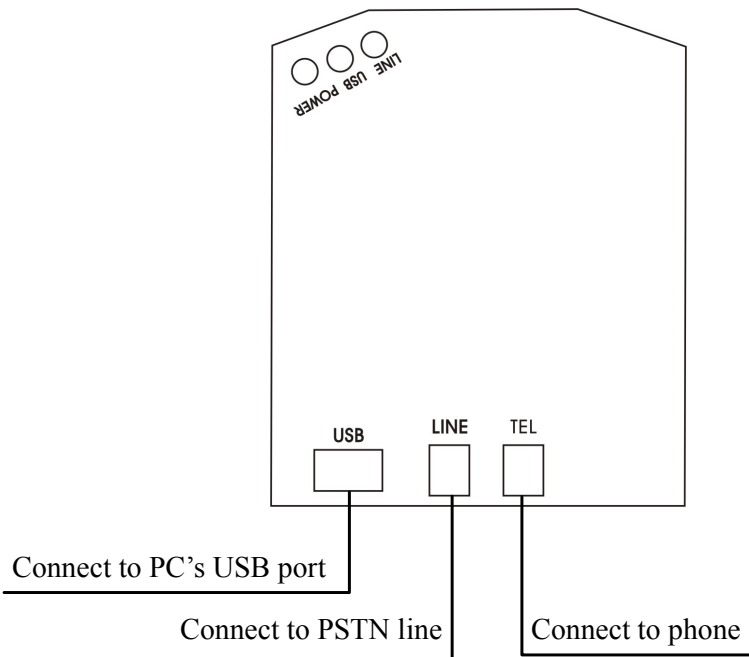 POWER USB LINE
USB LINE TEL
Connect to PC’s USB port
Connect to PSTN line
Connect to phone